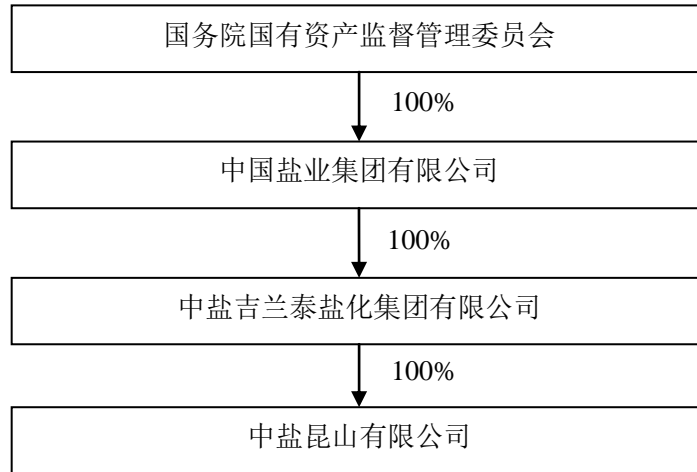 国务院国有资产监督管理委员会
100%
中国盐业集团有限公司
100%
中盐吉兰泰盐化集团有限公司
100%
中盐昆山有限公司